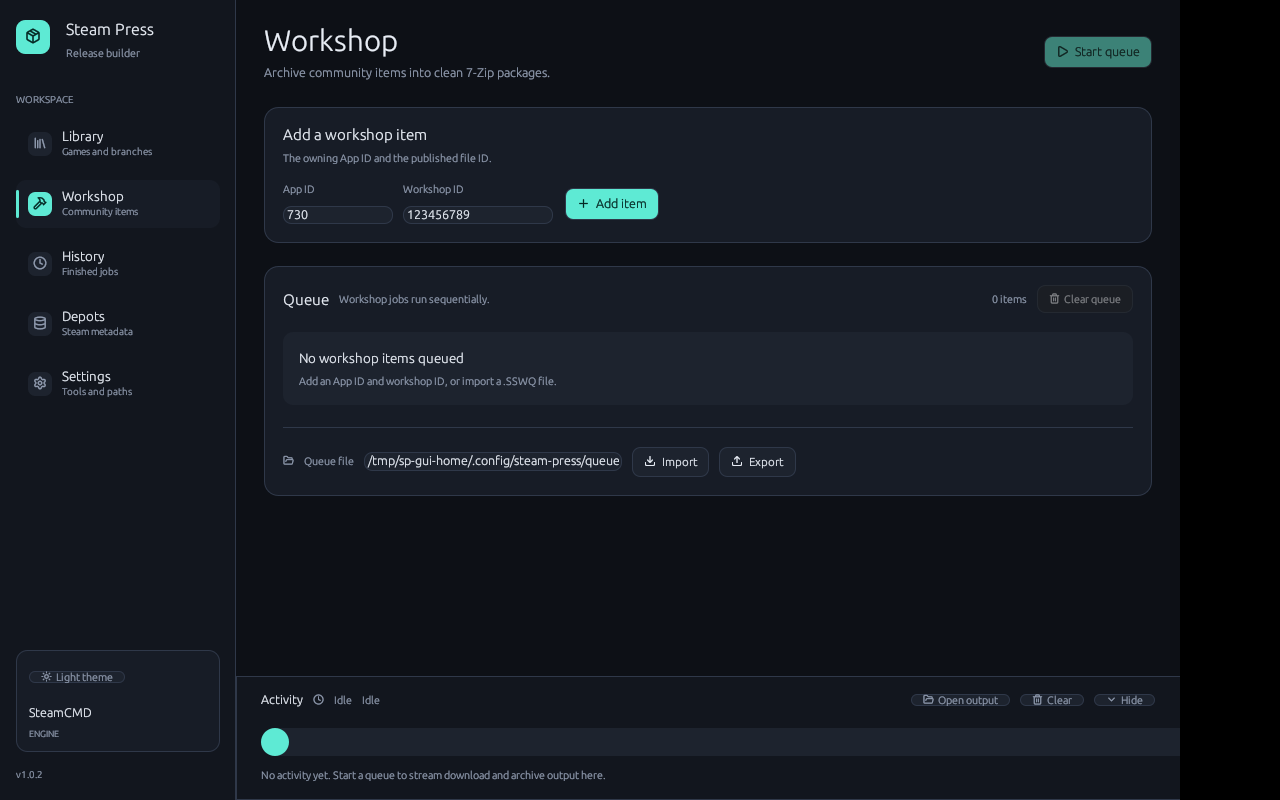 Steam Press
Release builder
WORKSPACE
Library
Games and branches
Workshop
Community items
History
Finished jobs
Depots
Steam metadata
Settings
Tools and paths
Light theme
SteamCMD
ENGINE
v1.0.2
Workshop
Archive community items into clean 7-Zip packages.
Start queue
Add a workshop item
The owning App ID and the published file ID.
App ID Workshop ID
730 123456789 Add item
Queue Workshop jobs run sequentially. 0 items Clear queue
No workshop items queued
Add an App ID and workshop ID, or import a .SSWQ file.
Queue file /tmp/sp-gui-home/.config/steam-press/queue Import Export
Activity Idle Idle Open output Clear Hide
No activity yet. Start a queue to stream download and archive output here.